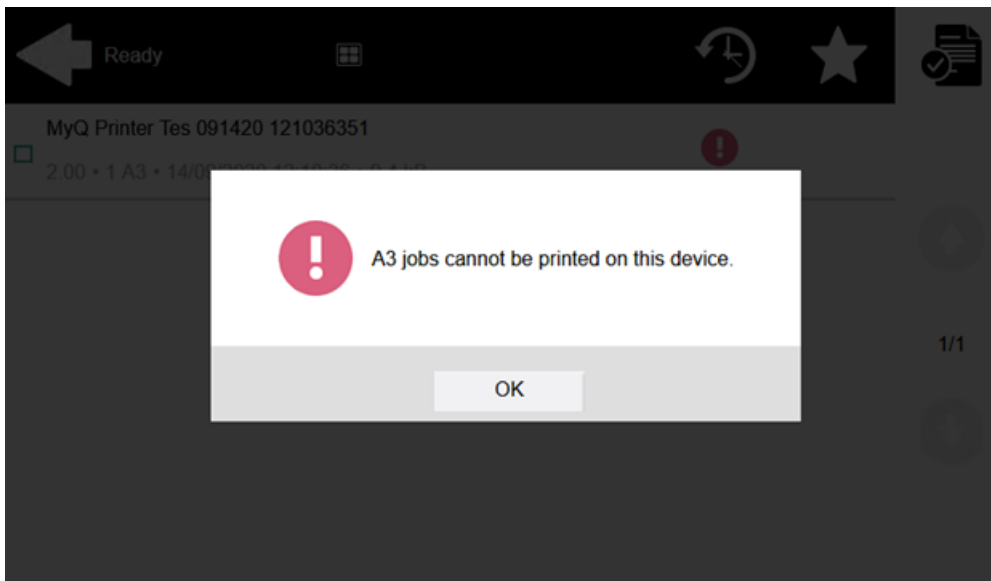 Ready
MyQ Printer Tes 091420 121036351
2.00 • 1 A3 • 14/09
A3 jobs cannot be printed on this device.
1/1
OK